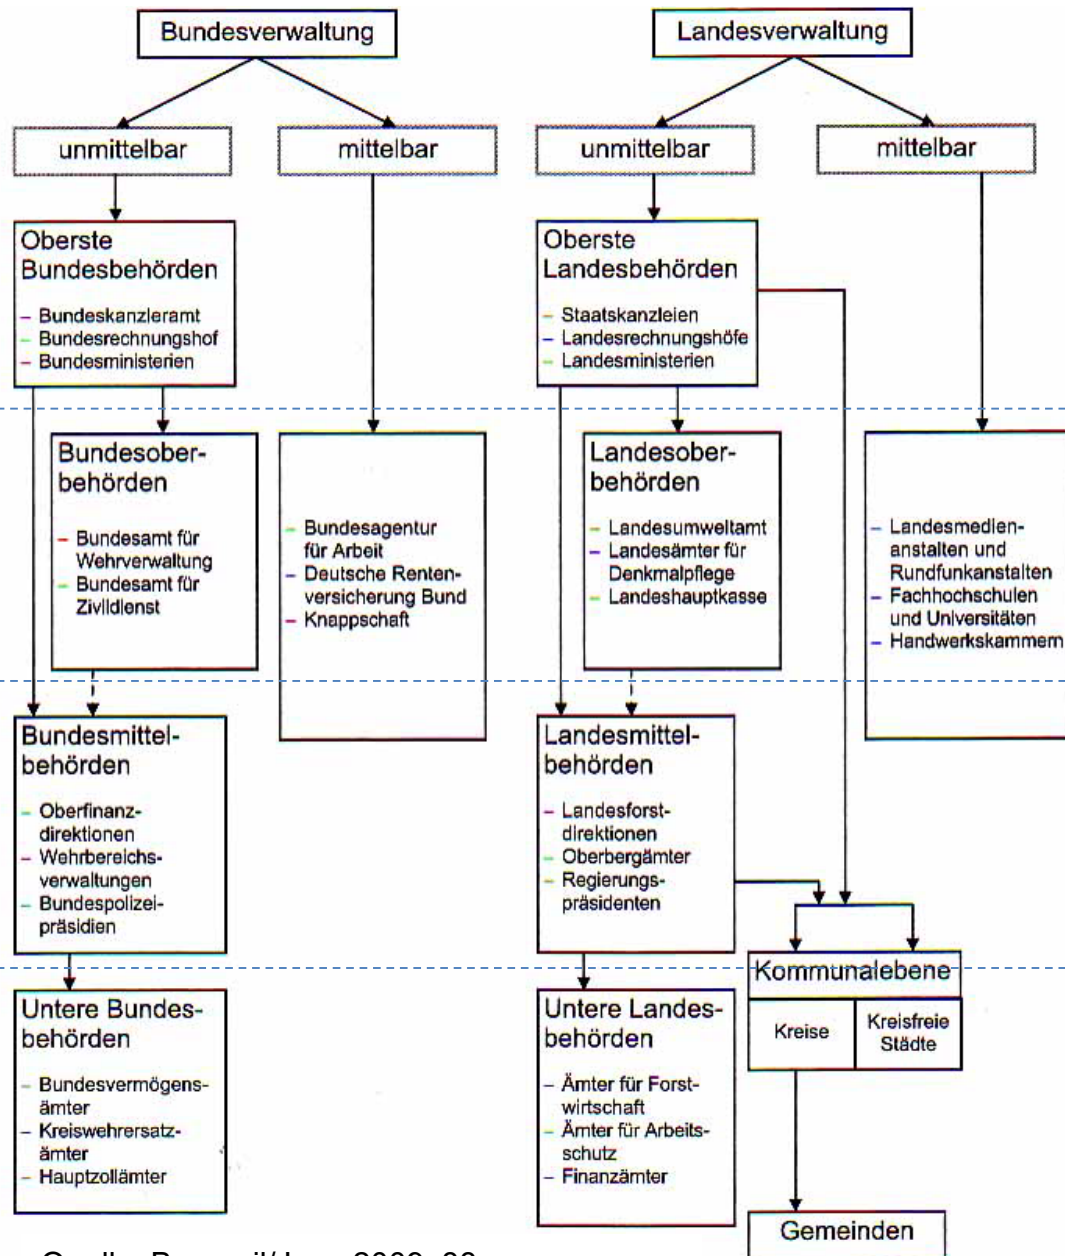 Bundesverwaltung
unmittelbar
mittelbar
Oberste
Bundesbehörden
– Bundeskanzleramt
– Bundesrechnungshof
– Bundesministerien
Bundesober-
behörden
– Bundesamt für
Wehrverwaltung
– Bundesamt für
Zivildienst
– Bundesagentur
für Arbeit
– Deutsche Renten-
versicherung Bund
– Knappschaft
Bundesmittel-
behörden
– Oberfinanz-
direktionen
– Wehrbereichs-
verwaltungen
– Bundespolizei-
präsidien
Untere Bundes-
behörden
– Bundesvermögens-
ämter
– Kreiswehrersatz-
ämter
– Hauptzollämter
Landesverwaltung
unmittelbar
mittelbar
Oberste
Landesbehörden
– Staatskanzleien
– Landesrechnungshöfe
– Landesministerien
Landesober-
behörden
– Landesumweltamt
– Landesämter für
Denkmalpflege
– Landeshauptkasse
– Landesmedien-
anstalten und
Rundfunkanstalten
– Fachhochschulen
und Universitäten
– Handwerkskammern
Landesmittel-
behörden
– Landesforst-
direktionen
– Oberbergämter
– Regierungs-
präsidenten
Untere Landes-
behörden
– Ämter für Forst-
wirtschaft
– Ämter für Arbeits-
schutz
– Finanzämter
Kommunalebene
Kreise
Kreisfreie
Städte
Gemeinden